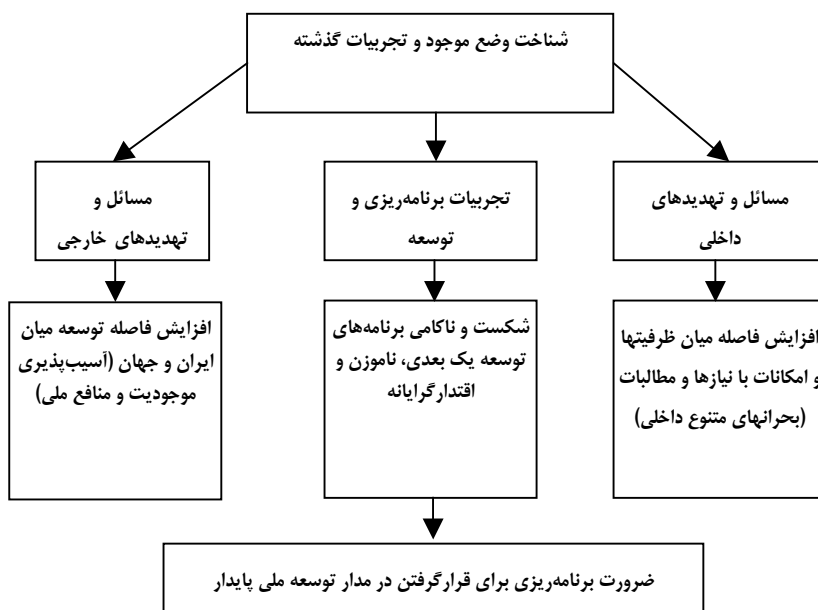 شناخت وضع موجود و تجربیات گذشته
مسائل و تهدیدهای
داخلی
تجربیات برنامه‌ریزی و
توسعه
مسائل و
تهدیدهای خارجی
افزایش فاصله میان ظرفیتها
و امکانات با نیازها و مطالبات
(بحرانهای متنوع داخلی)
شکست و ناکامی برنامه‌های
توسعه یک بعدی، ناموزن و
اقتدارگرایانه
افزایش فاصله توسعه میان
ایران و جهان (آسیب‌پذیری
موجودیت و منافع ملی)
ضرورت برنامه‌ریزی برای قرارگرفتن در مدار توسعه ملی پایدار